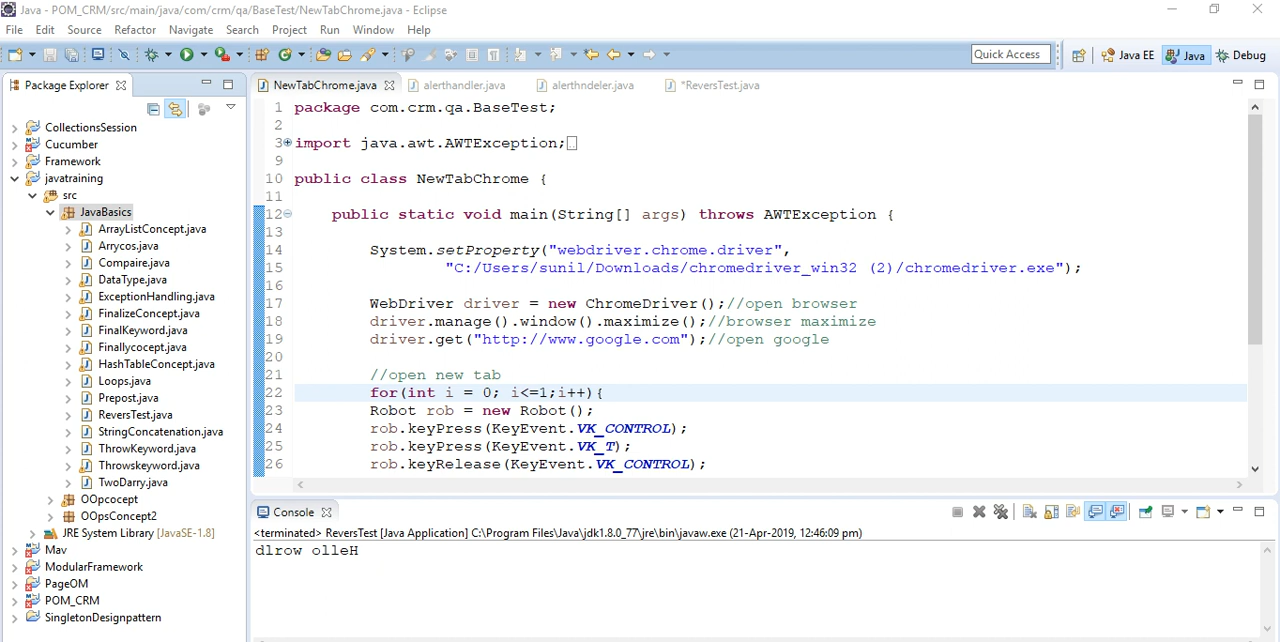 Java - POM_CRM/src/main/java/com/crm/qa/BaseTest/NewTabChrome.java - Eclipse
File Edit Source Refactor Navigate Search Project Run Window Help
Quick Access Java EE Java Debug
Package Explorer
CollectionsSession
Cucumber
Framework
javatraining
src
JavaBasics
ArrayListConcept.java
Arrycos.java
Compaire.java
DataType.java
ExceptionHandling.java
FinalizeConcept.java
FinalKeyword.java
Finallycocept.java
HashTableConcept.java
Loops.java
Prepost.java
ReversTest.java
StringConcatenation.java
ThrowKeyword.java
Throwskeyword.java
TwoDarry.java
OOpcocept
OOpsConcept2
JRE System Library [JavaSE-1.8]
Mav
ModularFramework
PageOM
POM_CRM
SingletonDesignpattern
NewTabChrome.java alerthandler.java alerthndeler.java *ReversTest.java
1 package com.crm.qa.BaseTest;
2
3 import java.awt.AWTException;
9
10 public class NewTabChrome {
11
12 public static void main(String[] args) throws AWTException {
13
14 System.setProperty("webdriver.chrome.driver",
15 "C:/Users/sunil/Downloads/chromedriver_win32 (2)/chromedriver.exe");
16
17 WebDriver driver = new ChromeDriver();//open browser
18 driver.manage().window().maximize();//browser maximize
19 driver.get("http://www.google.com");//open google
20
21 //open new tab
22 for(int i = 0; i<=1;i++){
23 Robot rob = new Robot();
24 rob.keyPress(KeyEvent.VK_CONTROL);
25 rob.keyPress(KeyEvent.VK_T);
26 rob.keyRelease(KeyEvent.VK_CONTROL);
Console
<terminated> ReversTest [Java Application] C:\Program Files\Java\jdk1.8.0_77\jre\bin\javaw.exe (21-Apr-2019, 12:46:09 pm)
dlrow olleH